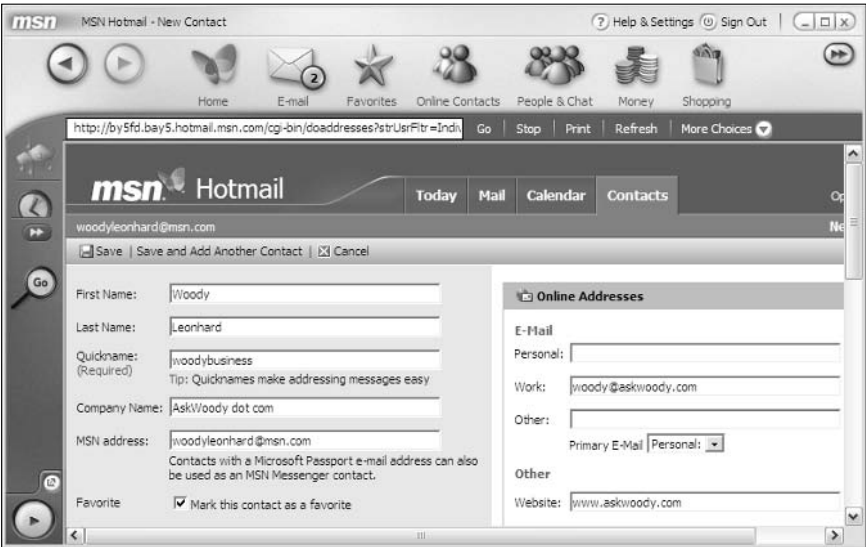 msn MSN Hotmail - New Contact Help & Settings Sign Out
2
Home E-mail Favorites Online Contacts People & Chat Money Shopping
http://by5fd.bay5.hotmail.msn.com/cgi-bin/doaddresses?strUsrFltr=Indiv Go Stop Print Refresh More Choices
msn Hotmail Today Mail Calendar Contacts Op
woodyleonhard@msn.com Ne
Save | Save and Add Another Contact | Cancel
Go
First Name: Woody
Last Name: Leonhard
Quickname: woodybusiness
(Required)
Tip: Quicknames make addressing messages easy
Company Name: AskWoody dot com
MSN address: woodyleonhard@msn.com
Contacts with a Microsoft Passport e-mail address can also
be used as an MSN Messenger contact.
Favorite Mark this contact as a favorite
Online Addresses
E-Mail
Personal:
Work: woody@askwoody.com
Other:
Primary E-Mail Personal:
Other
Website: www.askwoody.com